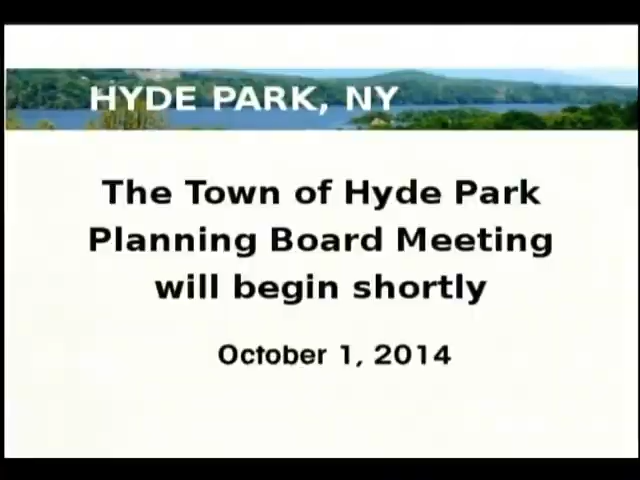 HYDE PARK, NY
The Town of Hyde Park
Planning Board Meeting
will begin shortly
October 1, 2014